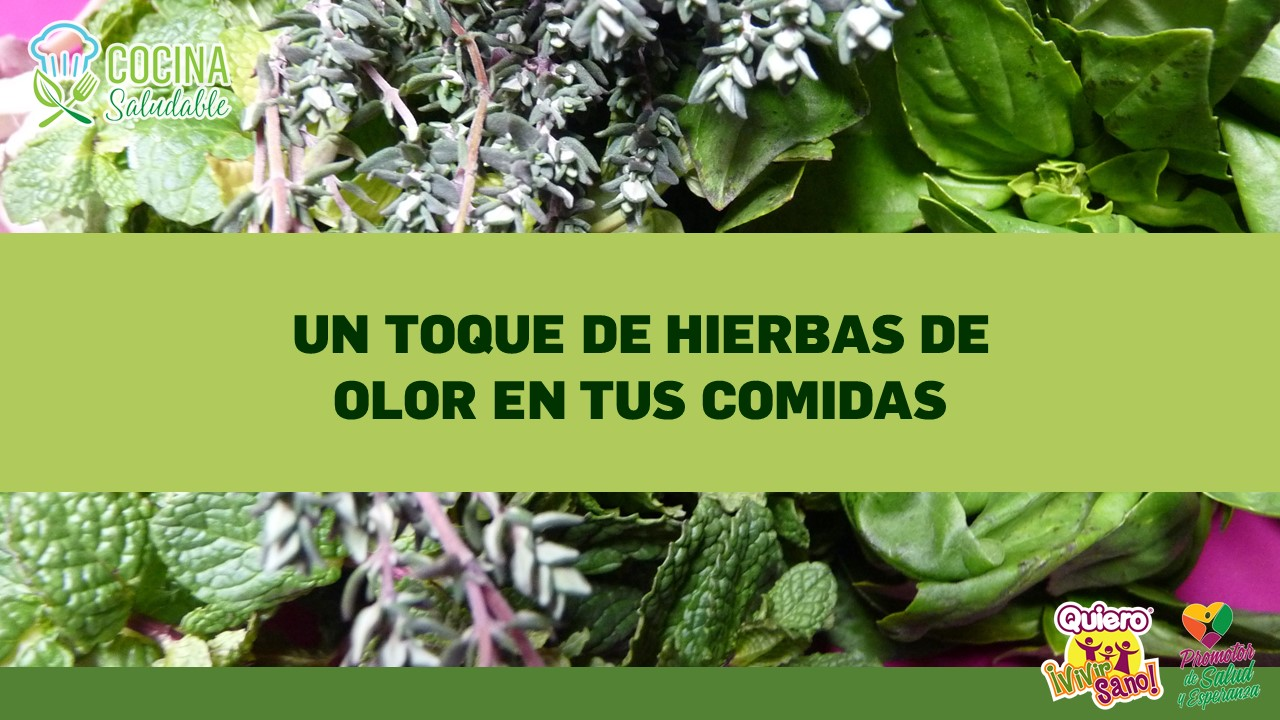 COCINA
Saludable
UN TOQUE DE HIERBAS DE
OLOR EN TUS COMIDAS
Quiero
¡Vivir
Sano!
Promotor
de Salud
y Esperanza